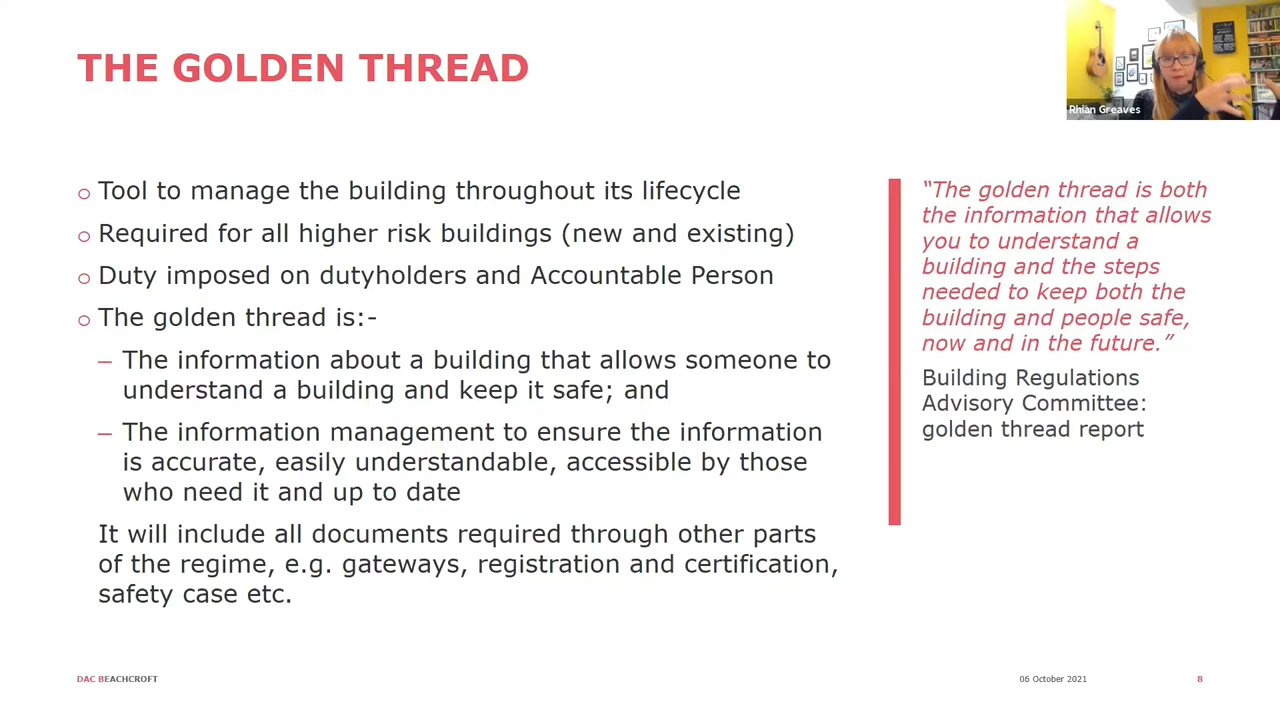 THE GOLDEN THREAD
Rhian Greaves
o Tool to manage the building throughout its lifecycle
o Required for all higher risk buildings (new and existing)
o Duty imposed on dutyholders and Accountable Person
o The golden thread is:-
– The information about a building that allows someone to
understand a building and keep it safe; and
– The information management to ensure the information
is accurate, easily understandable, accessible by those
who need it and up to date
It will include all documents required through other parts
of the regime, e.g. gateways, registration and certification,
safety case etc.
“The golden thread is both
the information that allows
you to understand a
building and the steps
needed to keep both the
building and people safe,
now and in the future.”
Building Regulations
Advisory Committee:
golden thread report
DAC BEACHCROFT
06 October 2021
8